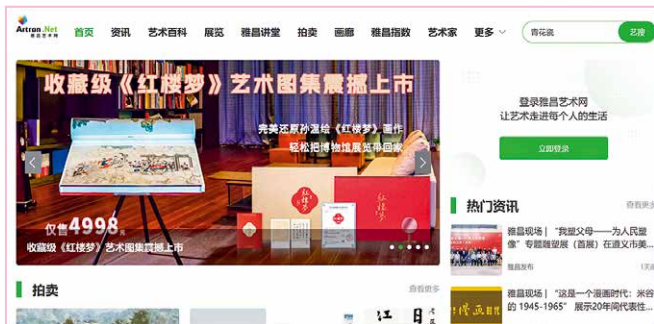 Artron.Net
雅昌艺术网
首页 资讯 艺术百科 展览 雅昌讲堂 拍卖 画廊 雅昌指数 艺术家 更多
青花瓷
艺搜
收藏级《红楼梦》艺术图集震撼上市
完美还原孙温绘《红楼梦》画作
轻松把博物馆展览带回家
仅售4998元
收藏级《红楼梦》艺术图集震撼上市
登录雅昌艺术网
让艺术走进每个人的生活
立即登录
热门资讯
查看更多
雅昌现场 | “我是父母——为人民塑
像”专题雕塑展（首展）在遵义市美...
雅昌发布
雅昌现场 | “这是一个漫画时代：米谷
的 1945-1965” 展示20年间代表性...
拍卖
查看更多